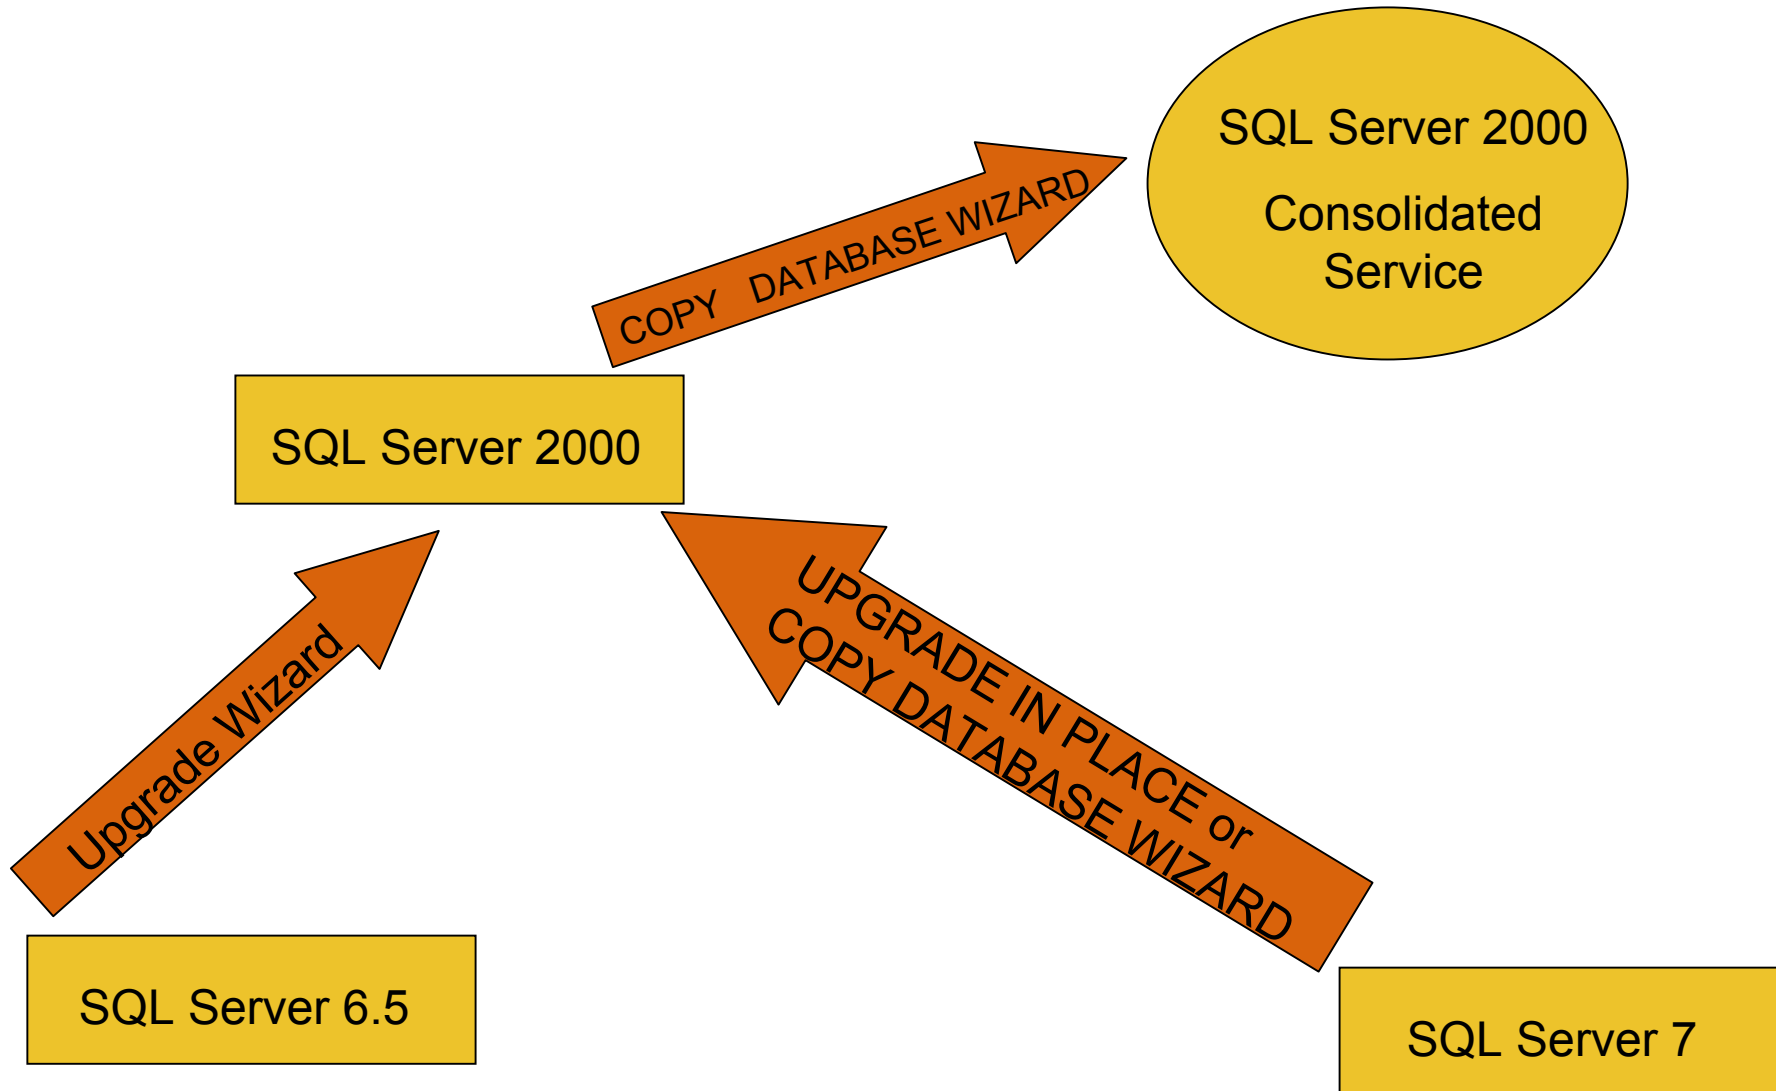 SQL Server 2000
Consolidated
Service
COPY DATABASE WIZARD
SQL Server 2000
Upgrade Wizard
UPGRADE IN PLACE or
COPY DATABASE WIZARD
SQL Server 6.5
SQL Server 7